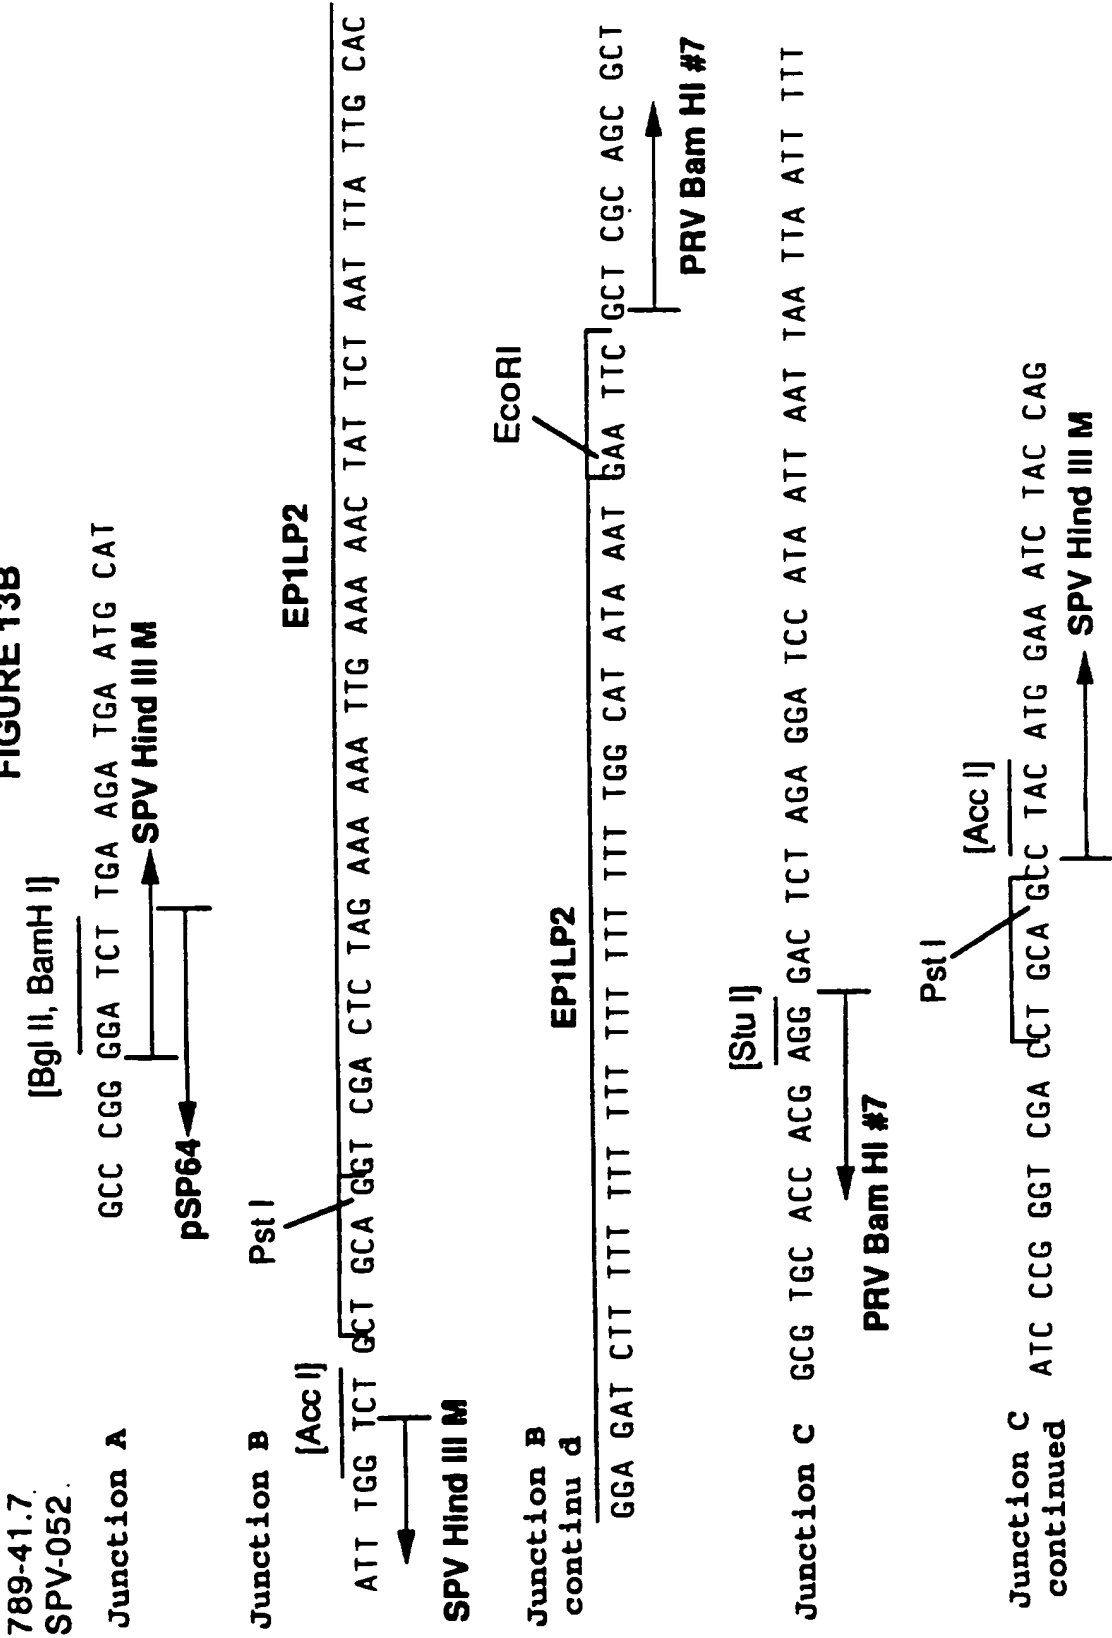 FIGURE 13B
789-41.7.
SPV-052.
[Bgl II, BamH I]
Junction A GCC CGG GGA TCT TGA AGA TGA ATG CAT
SPV Hind III M
pSP64
EP1LP2
Junction B
Pst I
[Acc I]
ATT TGG TCT GCT GCA GGT CGA CTC TAG AAA AAA TTG AAA AAC TAT TCT AAT TTA TTG CAC
SPV Hind III M
EP1LP2
EcoRI
Junction B
continu d
GGA GAT CTT TTT TTT TTT TTT TTT TTT TTT TGG CAT ATA AAT GAA TTC GCT CGC AGC GCT
PRV Bam HI #7
[Stu I]
Junction C GCG TGC ACC ACG AGG GAC TCT AGA GGA TCC ATA ATT AAT TAA TTA ATT TTT
PRV Bam HI #7
Pst I
[Acc I]
Junction C
continued
ATC CCG GGT CGA CCT GCA GCC TAC ATG GAA ATC TAC CAG
SPV Hind III M